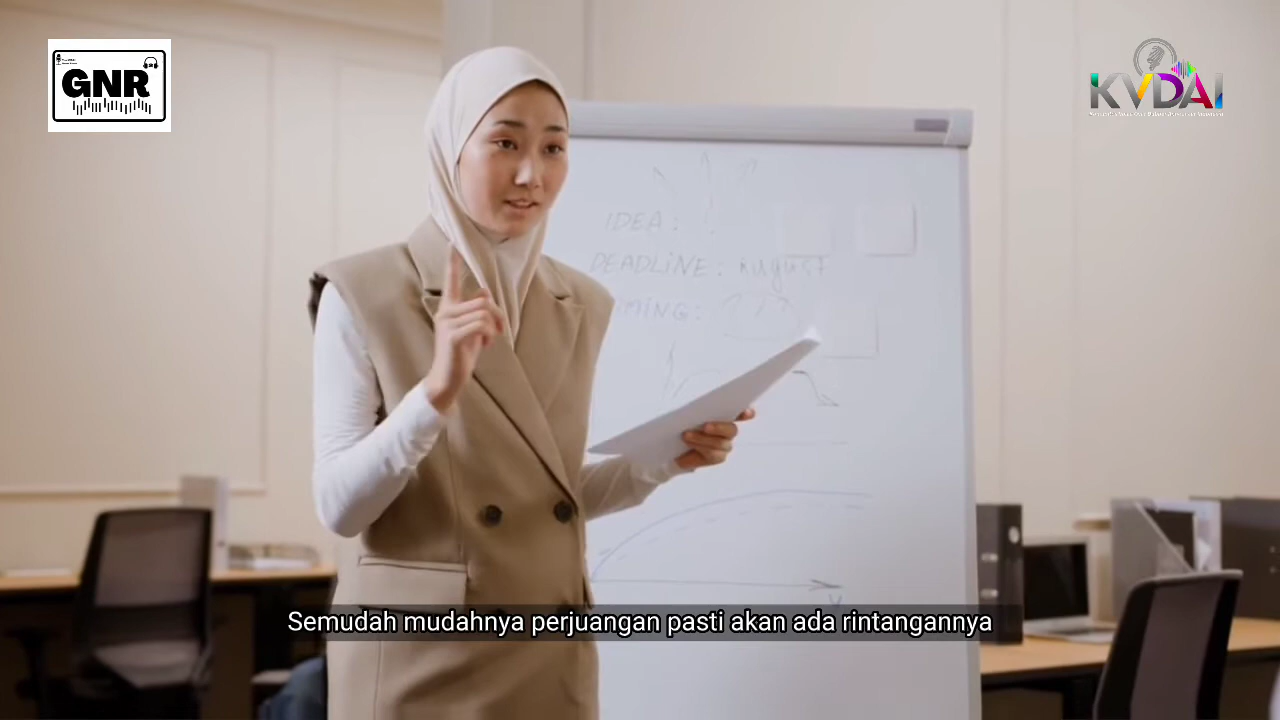 GNR
KVDAI
IDEA:
DEADLINE: August
Semudah mudahnya perjuangan pasti akan ada rintangannya